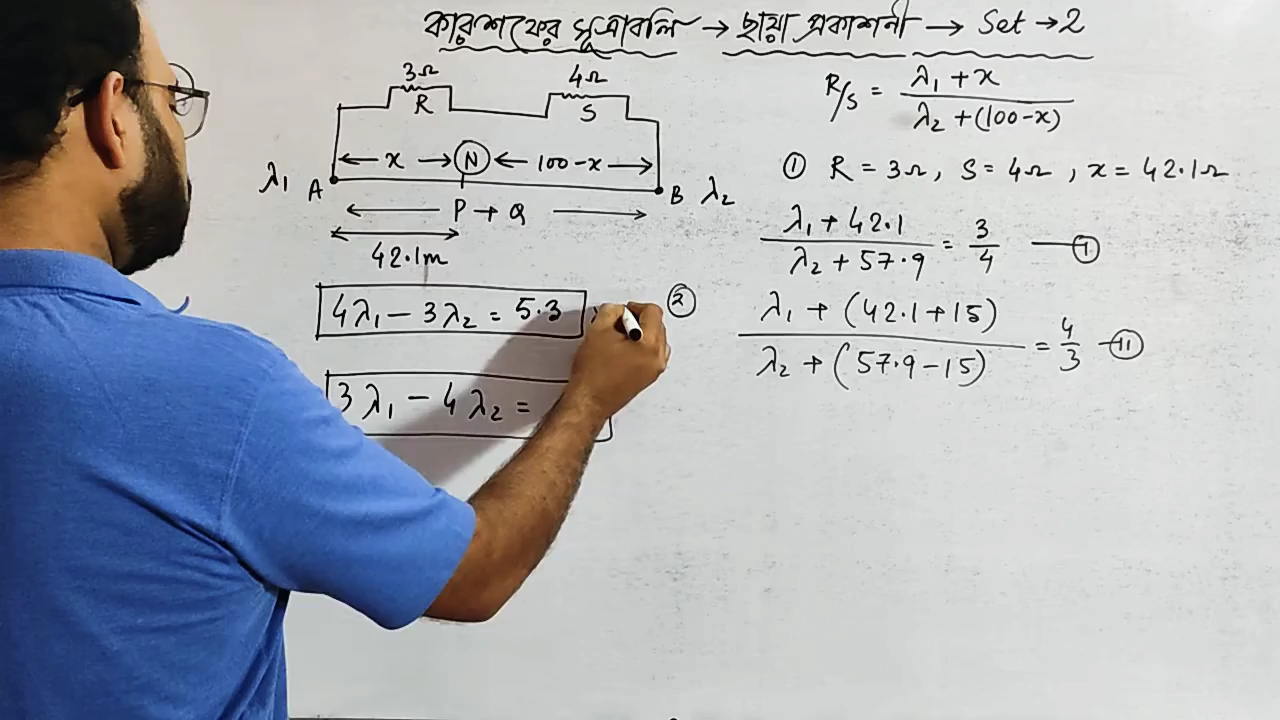 কারশফের সূত্রাবলি → ছায়া প্রকাশনী → Set → 2
3Ω 4Ω
R S
← x → N ← 100-x →
λ₁ A B λ₂
P → Q
42.1m
R/S = (λ₁ + x) / (λ₂ + (100-x))
① R = 3Ω, S = 4Ω, x = 42.1Ω
(λ₁ + 42.1) / (λ₂ + 57.9) = 3/4 — Ⓘ
4λ₁ - 3λ₂ = 5.3
② (λ₁ + (42.1+15)) / (λ₂ + (57.9-15)) = 4/3 — ⑪
3λ₁ - 4λ₂ =